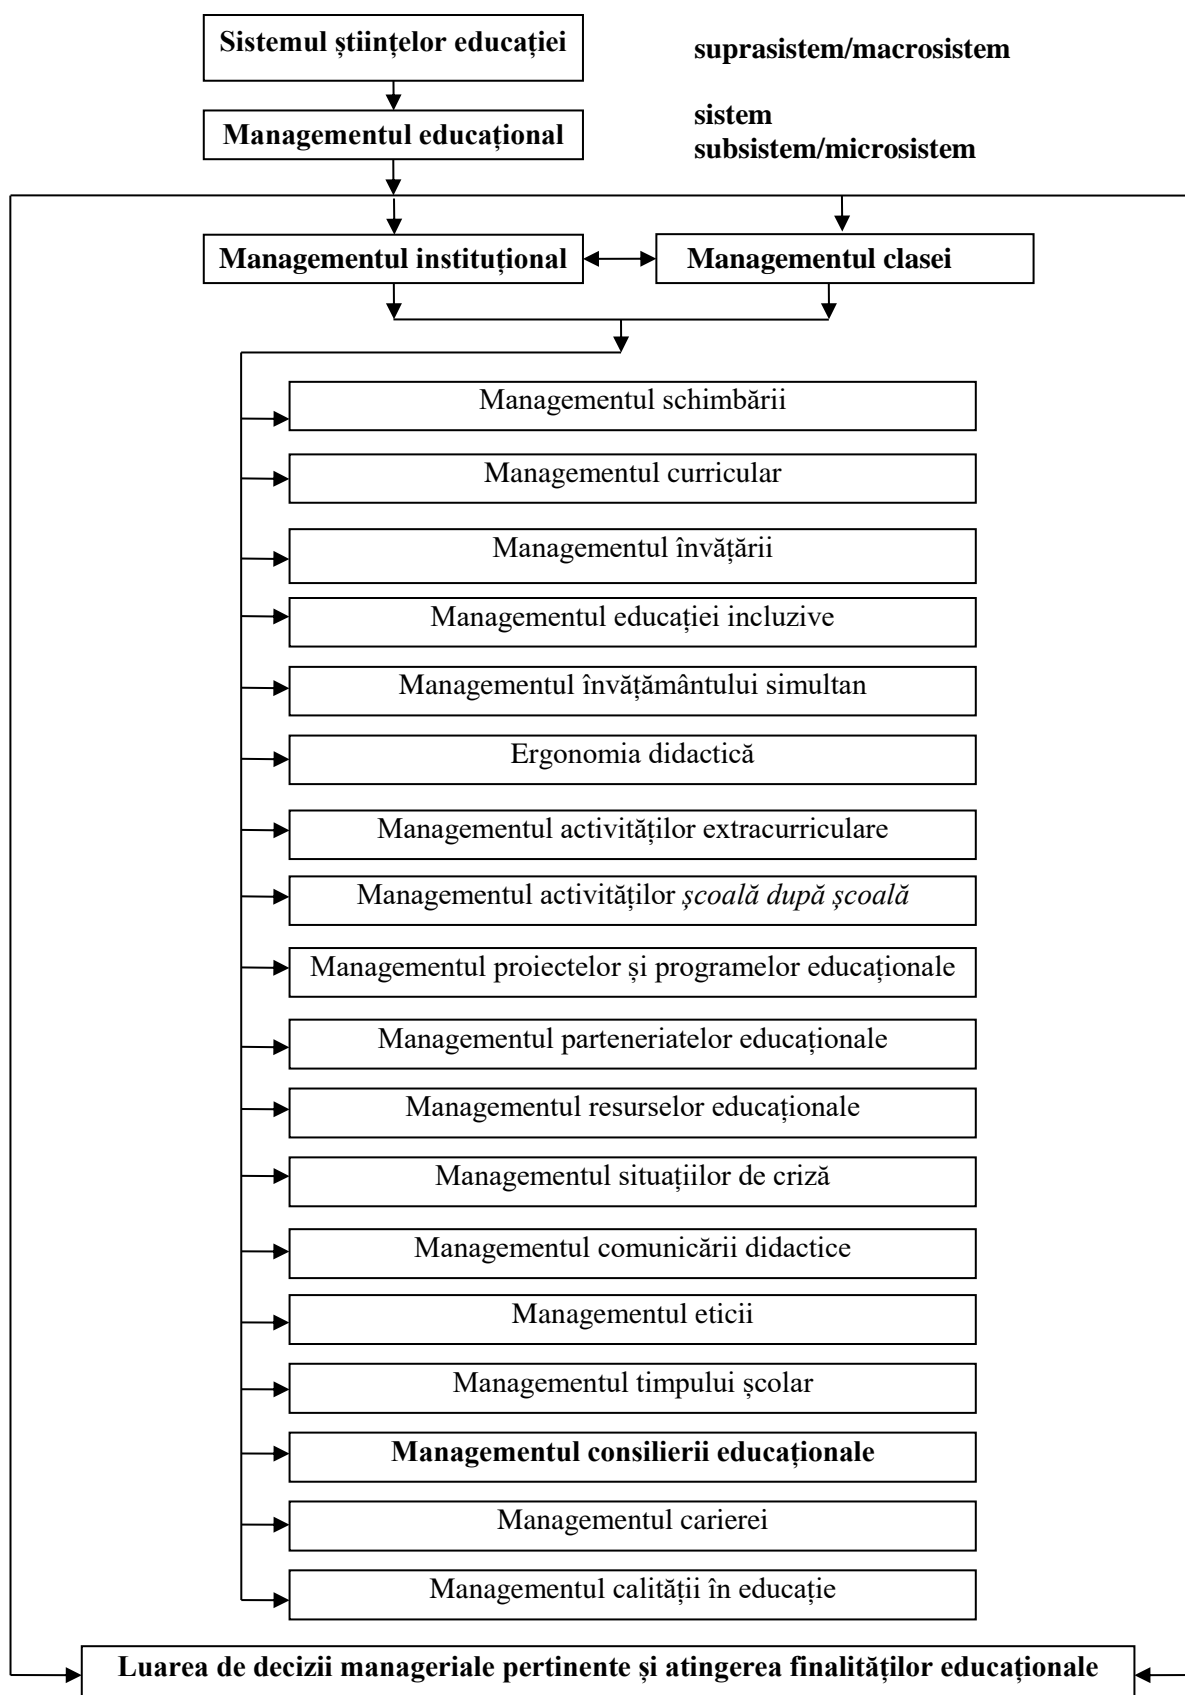 Sistemul științelor educației
suprasistem/macrosistem
Managementul educațional
sistem
subsistem/microsistem
Managementul instituțional
Managementul clasei
Managementul schimbării
Managementul curricular
Managementul învățării
Managementul educației incluzive
Managementul învățământului simultan
Ergonomia didactică
Managementul activităților extracurriculare
Managementul activităților școală după școală
Managementul proiectelor și programelor educaționale
Managementul parteneriatelor educaționale
Managementul resurselor educaționale
Managementul situațiilor de criză
Managementul comunicării didactice
Managementul eticii
Managementul timpului școlar
Managementul consilierii educaționale
Managementul carierei
Managementul calității în educație
Luarea de decizii manageriale pertinente și atingerea finalităților educaționale